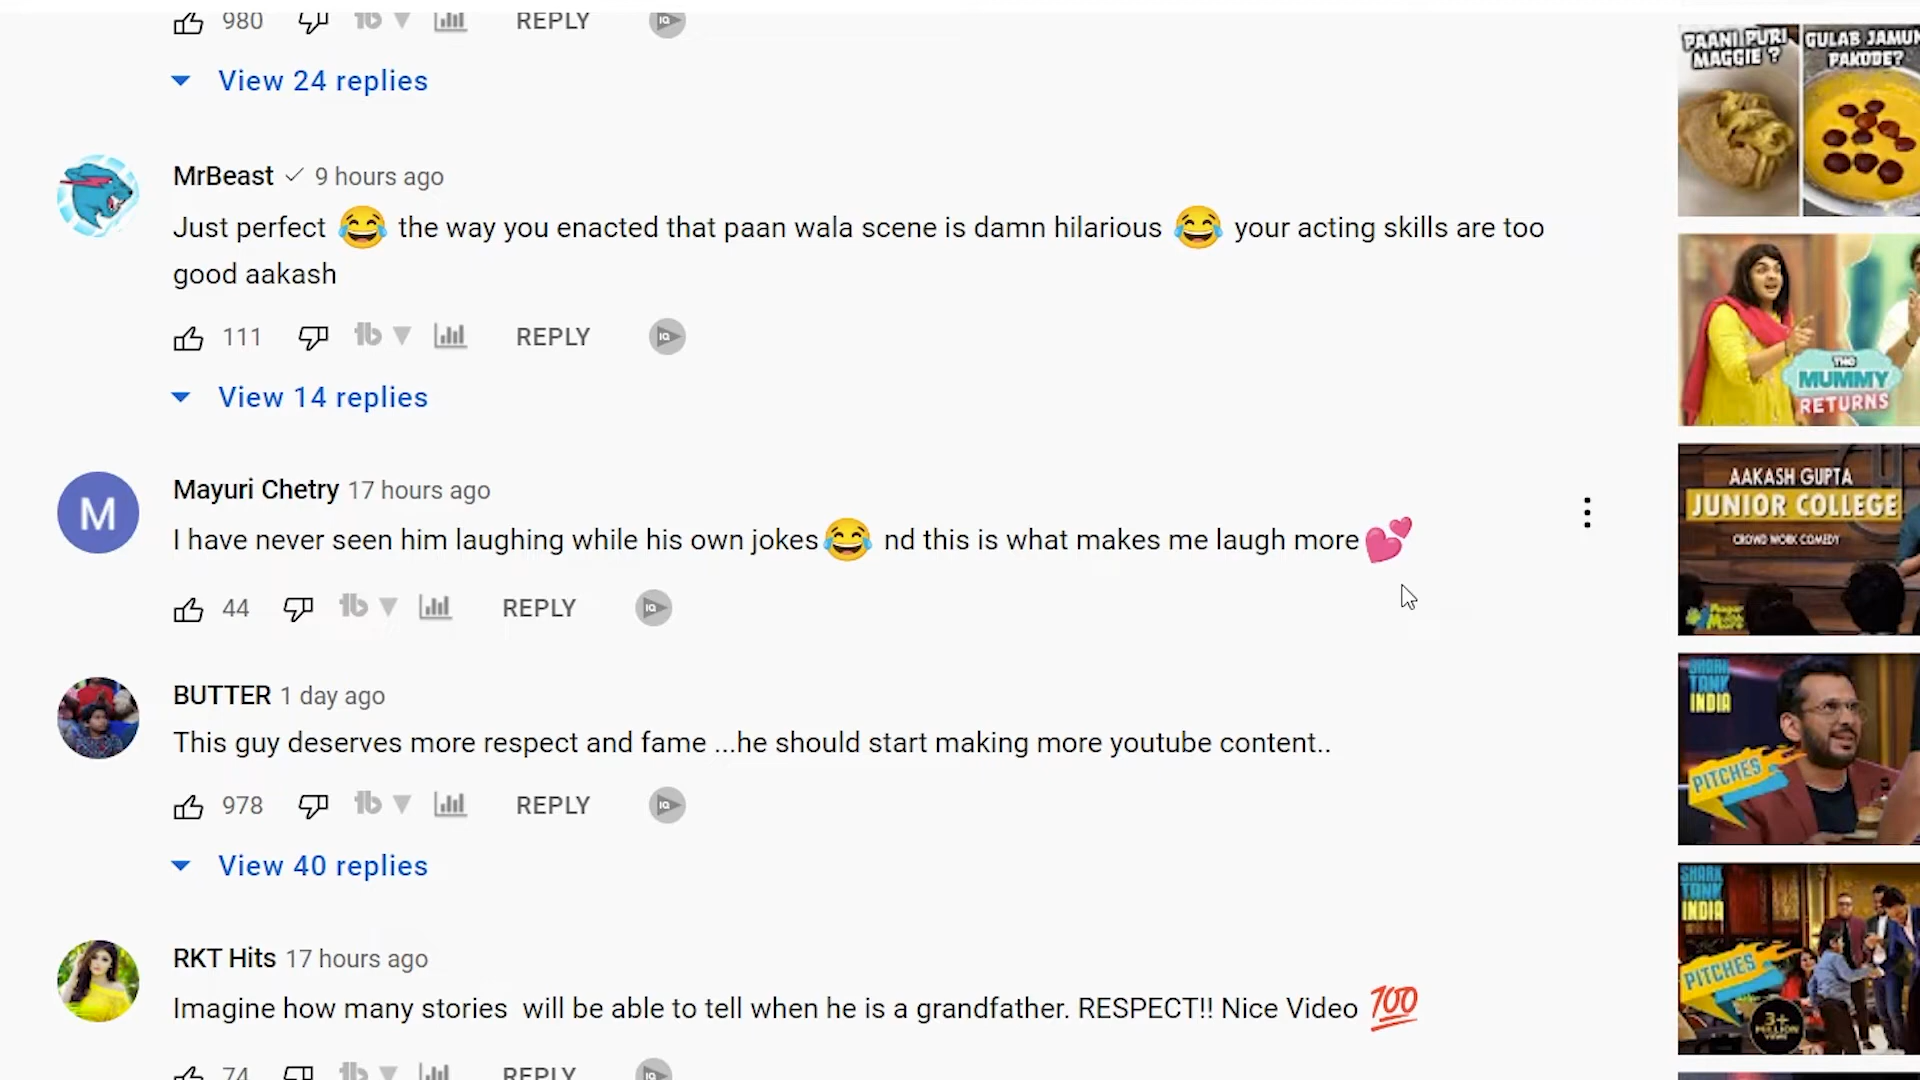 980 REPLY
View 24 replies
MrBeast 9 hours ago
Just perfect 😂 the way you enacted that paan wala scene is damn hilarious 😂 your acting skills are too
good aakash
111 REPLY
View 14 replies
Mayuri Chetry 17 hours ago
I have never seen him laughing while his own jokes😂 nd this is what makes me laugh more💕
44 REPLY
M
BUTTER 1 day ago
This guy deserves more respect and fame ...he should start making more youtube content..
978 REPLY
View 40 replies
RKT Hits 17 hours ago
Imagine how many stories  will be able to tell when he is a grandfather. RESPECT!! Nice Video 💯
74 REPLY
PAANI PURI
MAGGIE ?
GULAB JAMUN
PAKODE?
THE
MUMMY
RETURNS
AAKASH GUPTA
JUNIOR COLLEGE
CROWD WORK COMEDY
SHARK
TANK
INDIA
PITCHES
SHARK
TANK
INDIA
PITCHES
3+
MILLION
VIEWS